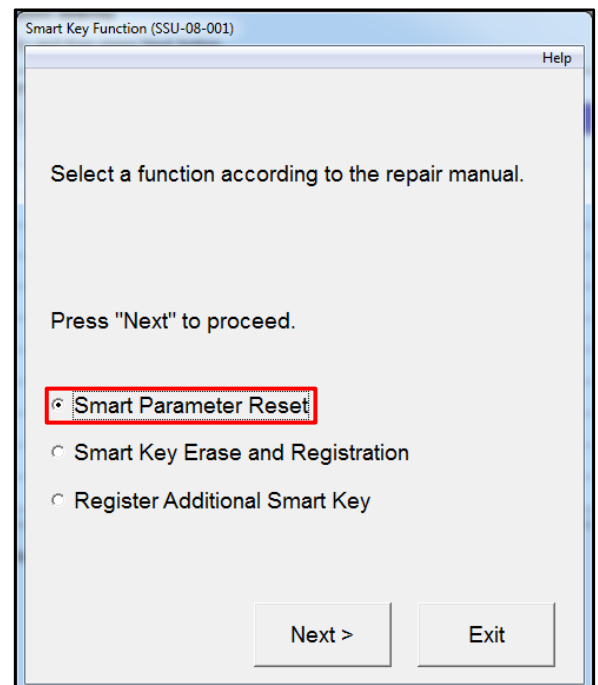 Smart Key Function (SSU-08-001)
Help
Select a function according to the repair manual.
Press "Next" to proceed.
Smart Parameter Reset
Smart Key Erase and Registration
Register Additional Smart Key
Next >
Exit